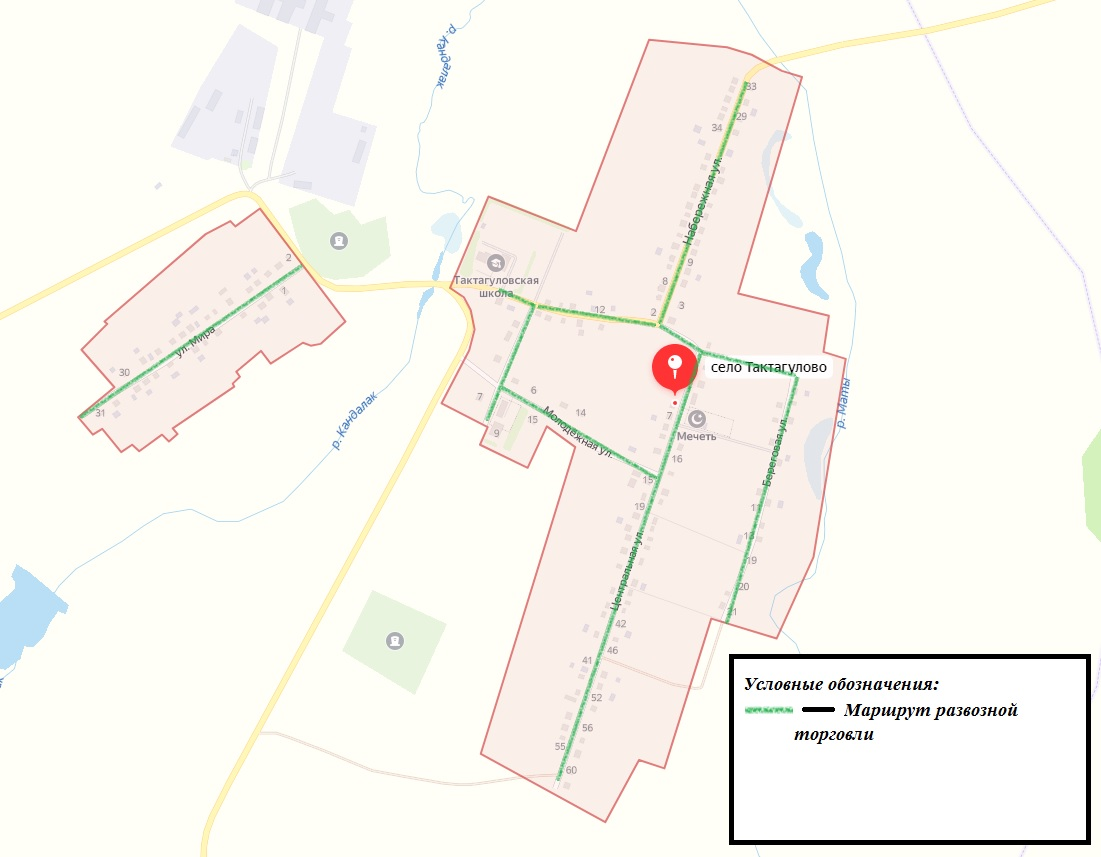 р. Кандалак
33
29
34
Набережная ул.
9
8
2
1
Тактагуловская
школа
12
2
3
ул. Мира
30
31
село Тактагулово
р. Маты
р. Кандалак
7
6
14
15
9
Молодёжная ул.
7
Мечеть
16
Береговая ул.
15
19
11
19
20
21
Центральная ул.
42
46
41
52
56
55
60
Условные обозначения:
Маршрут развозной
торговли